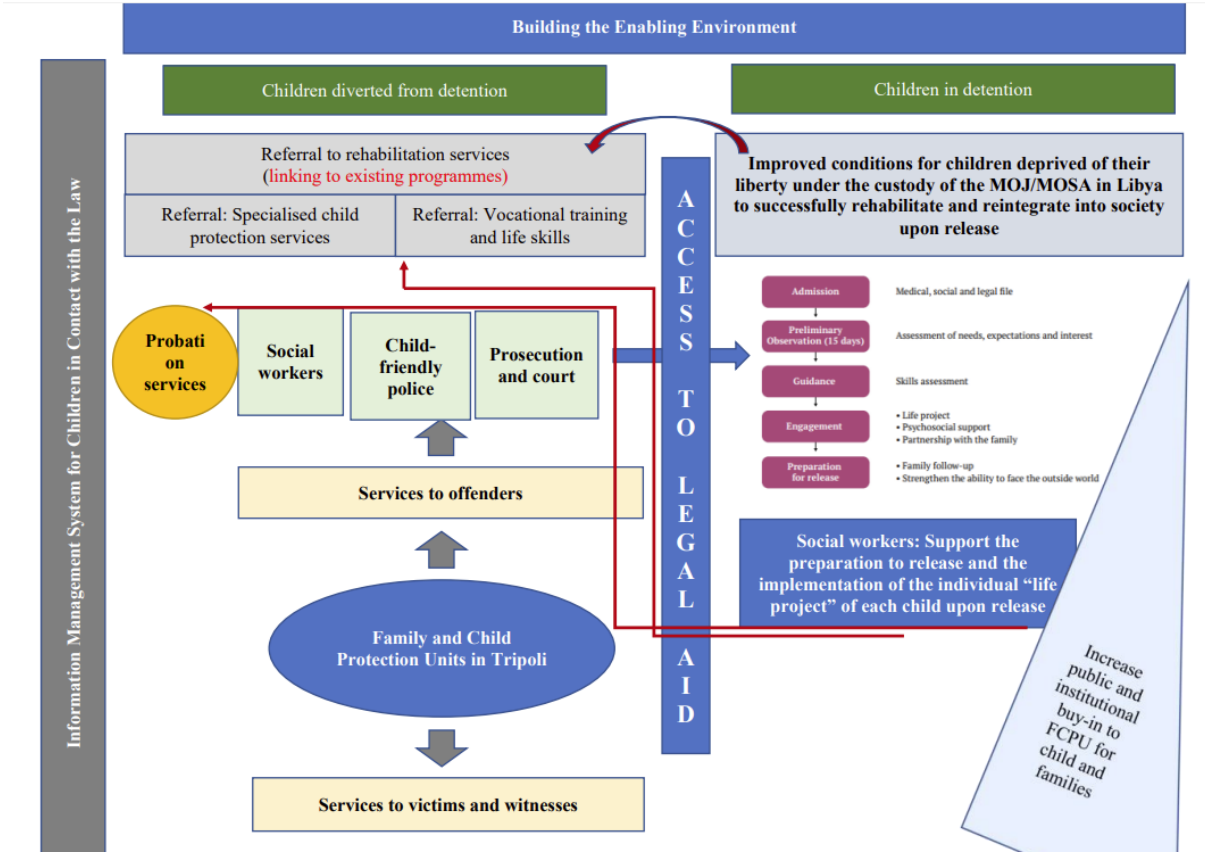 Building the Enabling Environment
Information Management System for Children in Contact with the Law
Children diverted from detention
Children in detention
Referral to rehabilitation services
(linking to existing programmes)
Referral: Specialised child
protection services
Referral: Vocational training
and life skills
Probati
on
services
Social
workers
Child-
friendly
police
Prosecution
and court
Services to offenders
Family and Child
Protection Units in Tripoli
Services to victims and witnesses
ACCESS TO LEGAL AID
Improved conditions for children deprived of their
liberty under the custody of the MOJ/MOSA in Libya
to successfully rehabilitate and reintegrate into society
upon release
Admission
Medical, social and legal file
Preliminary
Observation (15 days)
Assessment of needs, expectations and interest
Guidance
Skills assessment
Engagement
• Life project
• Psychosocial support
• Partnership with the family
Preparation
for release
• Family follow-up
• Strengthen the ability to face the outside world
Social workers: Support the
preparation to release and the
implementation of the individual “life
project” of each child upon release
Increase
public and
institutional
buy-in to
FCPU for
child and
families